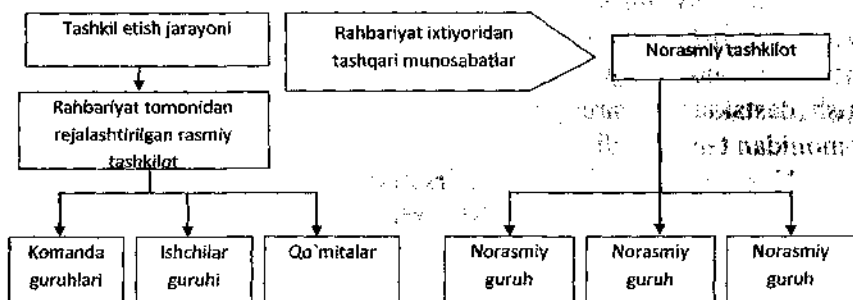 Tashkil etish jarayoni
Rahbariyat ixtiyoridan
tashqari munosabatlar
Norasmiy tashkilot
Rahbariyat tomonidan
rejalashtirilgan rasmiy
tashkilot
Komanda
guruhlari
Ishchilar
guruhi
Qo`mitalar
Norasmiy
guruh
Norasmiy
guruh
Norasmiy
guruh